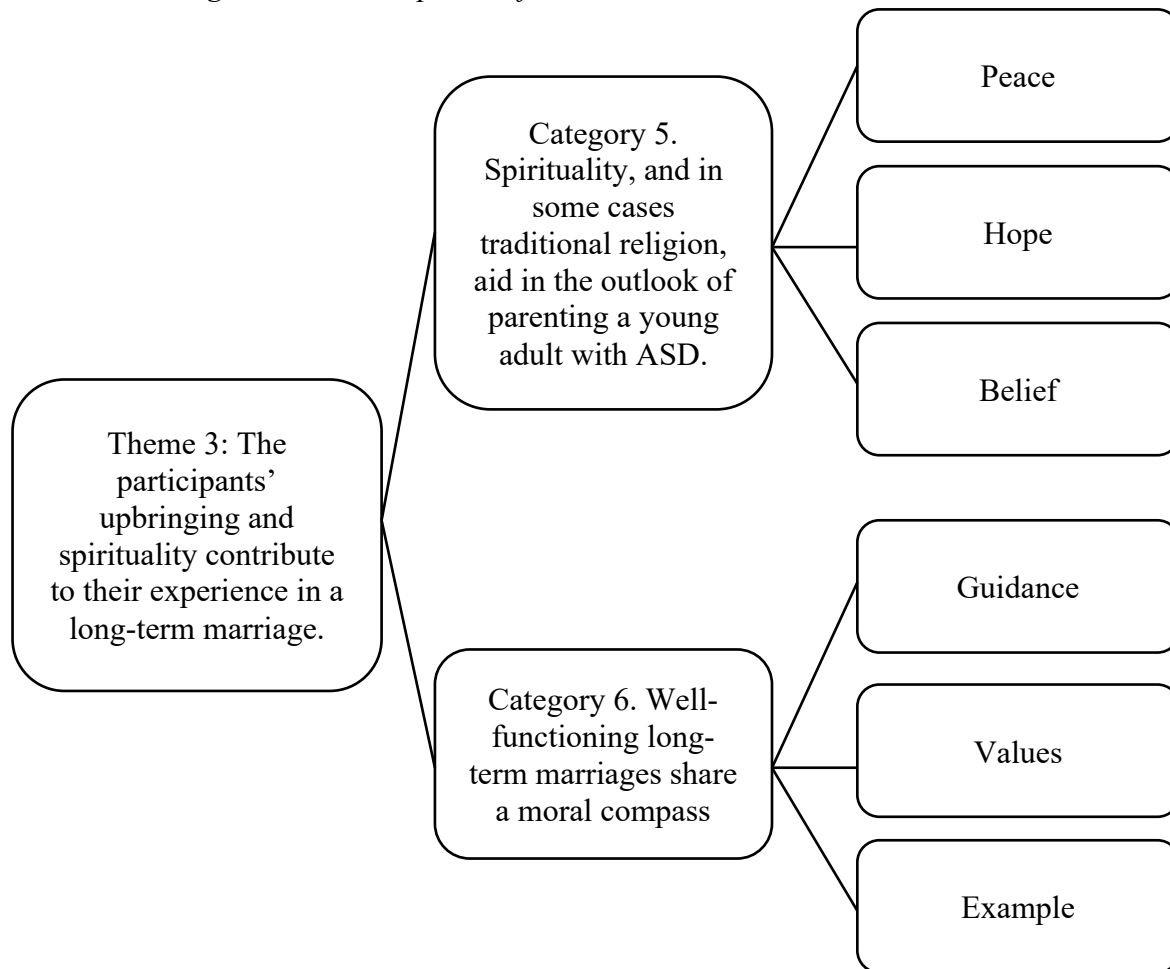 Peace
Category 5.
Spirituality, and in
some cases
traditional religion,
aid in the outlook of
parenting a young
adult with ASD.
Hope
Belief
Theme 3: The
participants’
upbringing and
spirituality contribute
to their experience in a
long-term marriage.
Guidance
Category 6. Well-
functioning long-
term marriages share
a moral compass
Values
Example